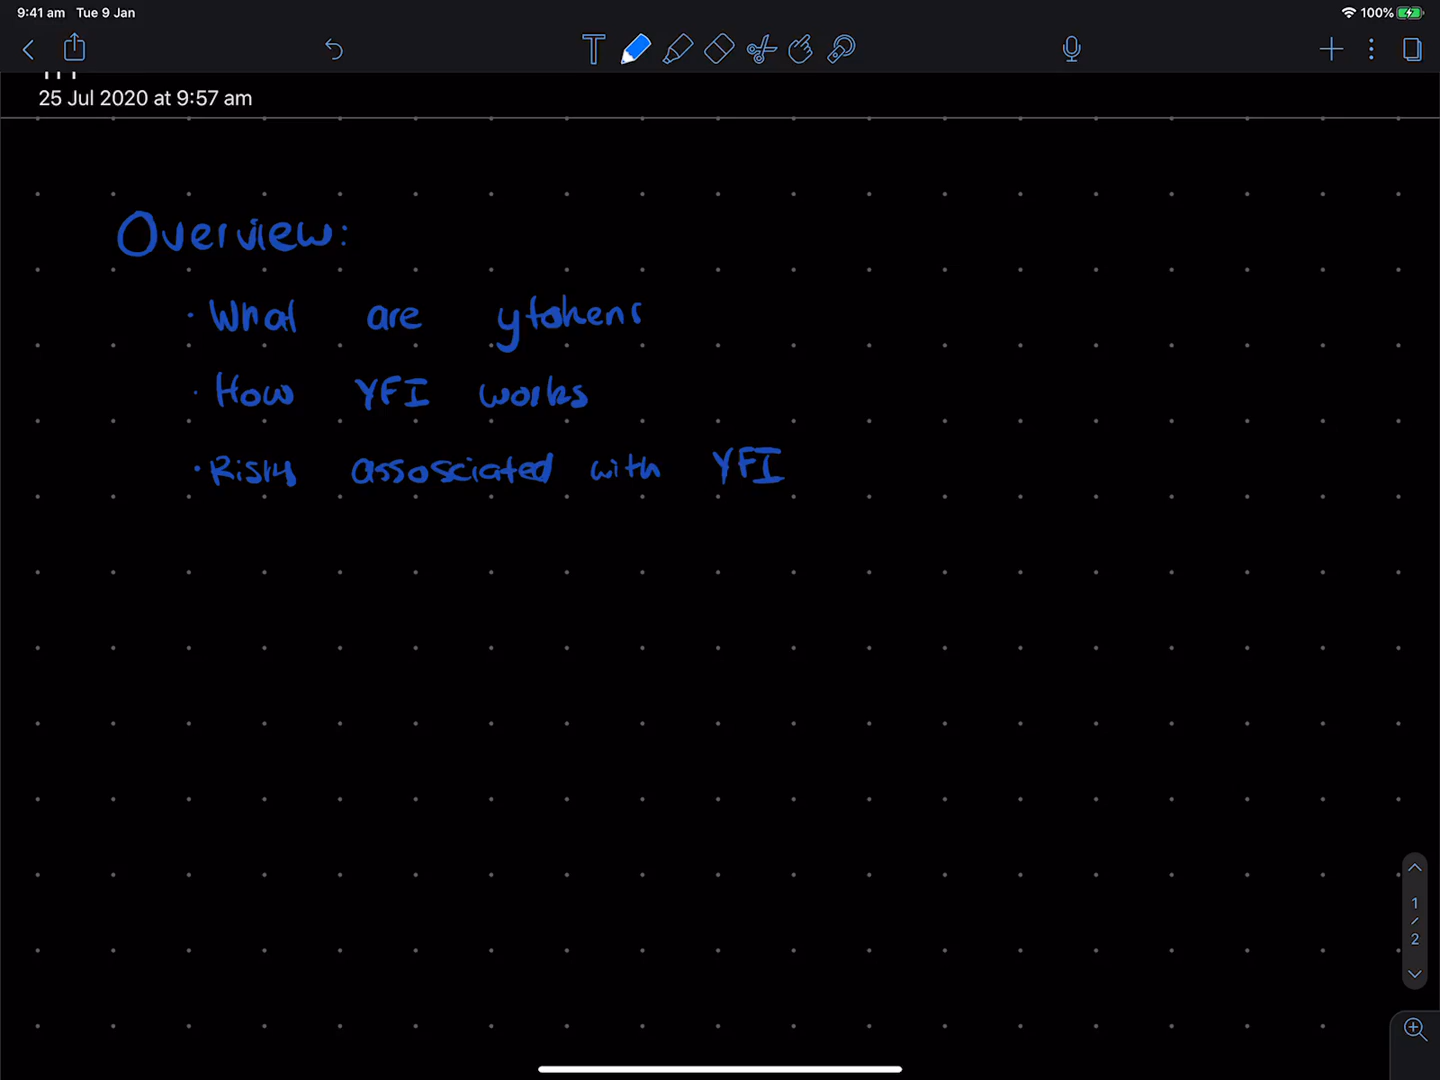 9:41 am Tue 9 Jan 100%
25 Jul 2020 at 9:57 am
Overview:
· What are ytokens
· How YFI works
· Risks assosciated with YFI
1
/
2